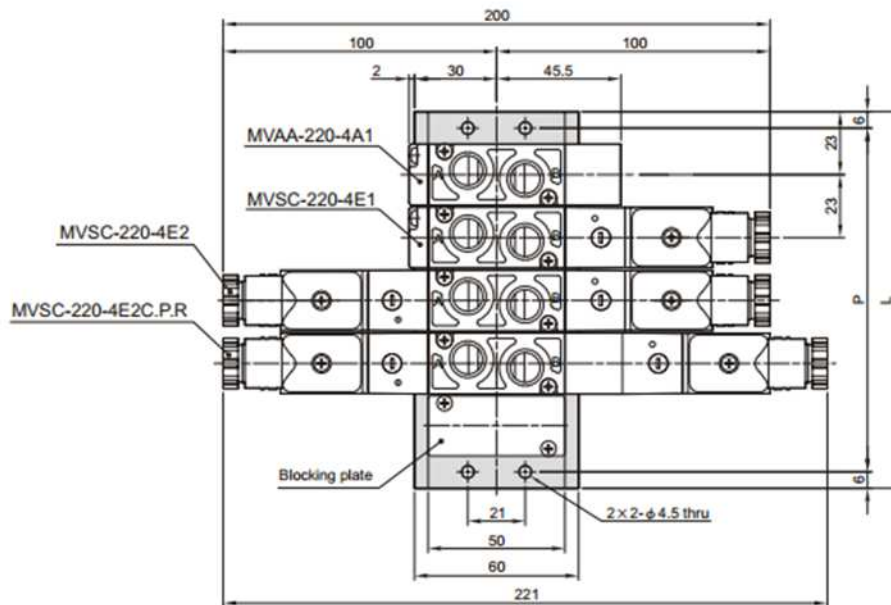 200
100 100
2 30 45.5
6
MVAA-220-4A1
23
MVSC-220-4E1
23
MVSC-220-4E2
P L
MVSC-220-4E2C.P.R
Blocking plate
6
21 2×2-ϕ4.5 thru
50
60
221